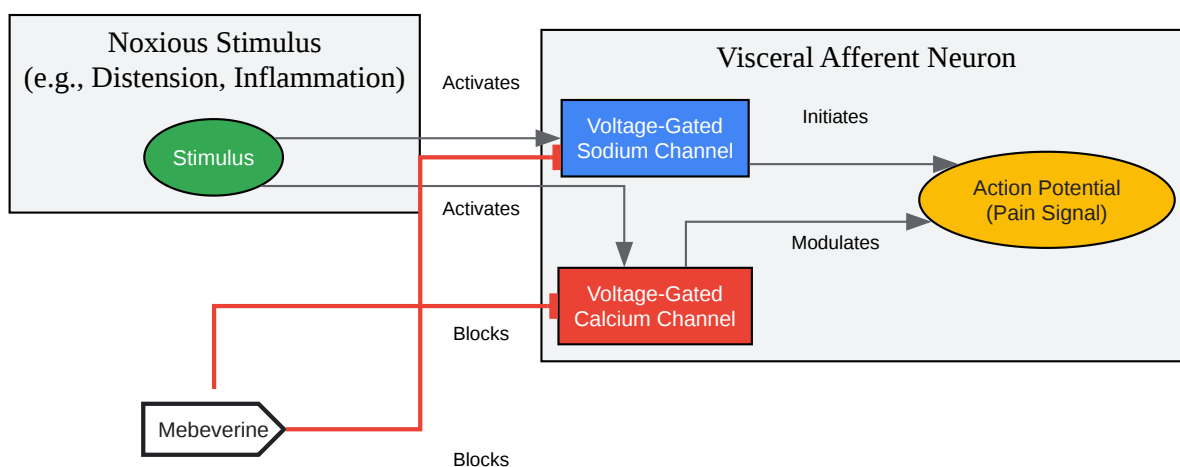 Noxious Stimulus
(e.g., Distension, Inflammation)
Stimulus
Activates
Activates
Visceral Afferent Neuron
Voltage-Gated
Sodium Channel
Initiates
Action Potential
(Pain Signal)
Modulates
Voltage-Gated
Calcium Channel
Blocks
Mebeverine
Blocks